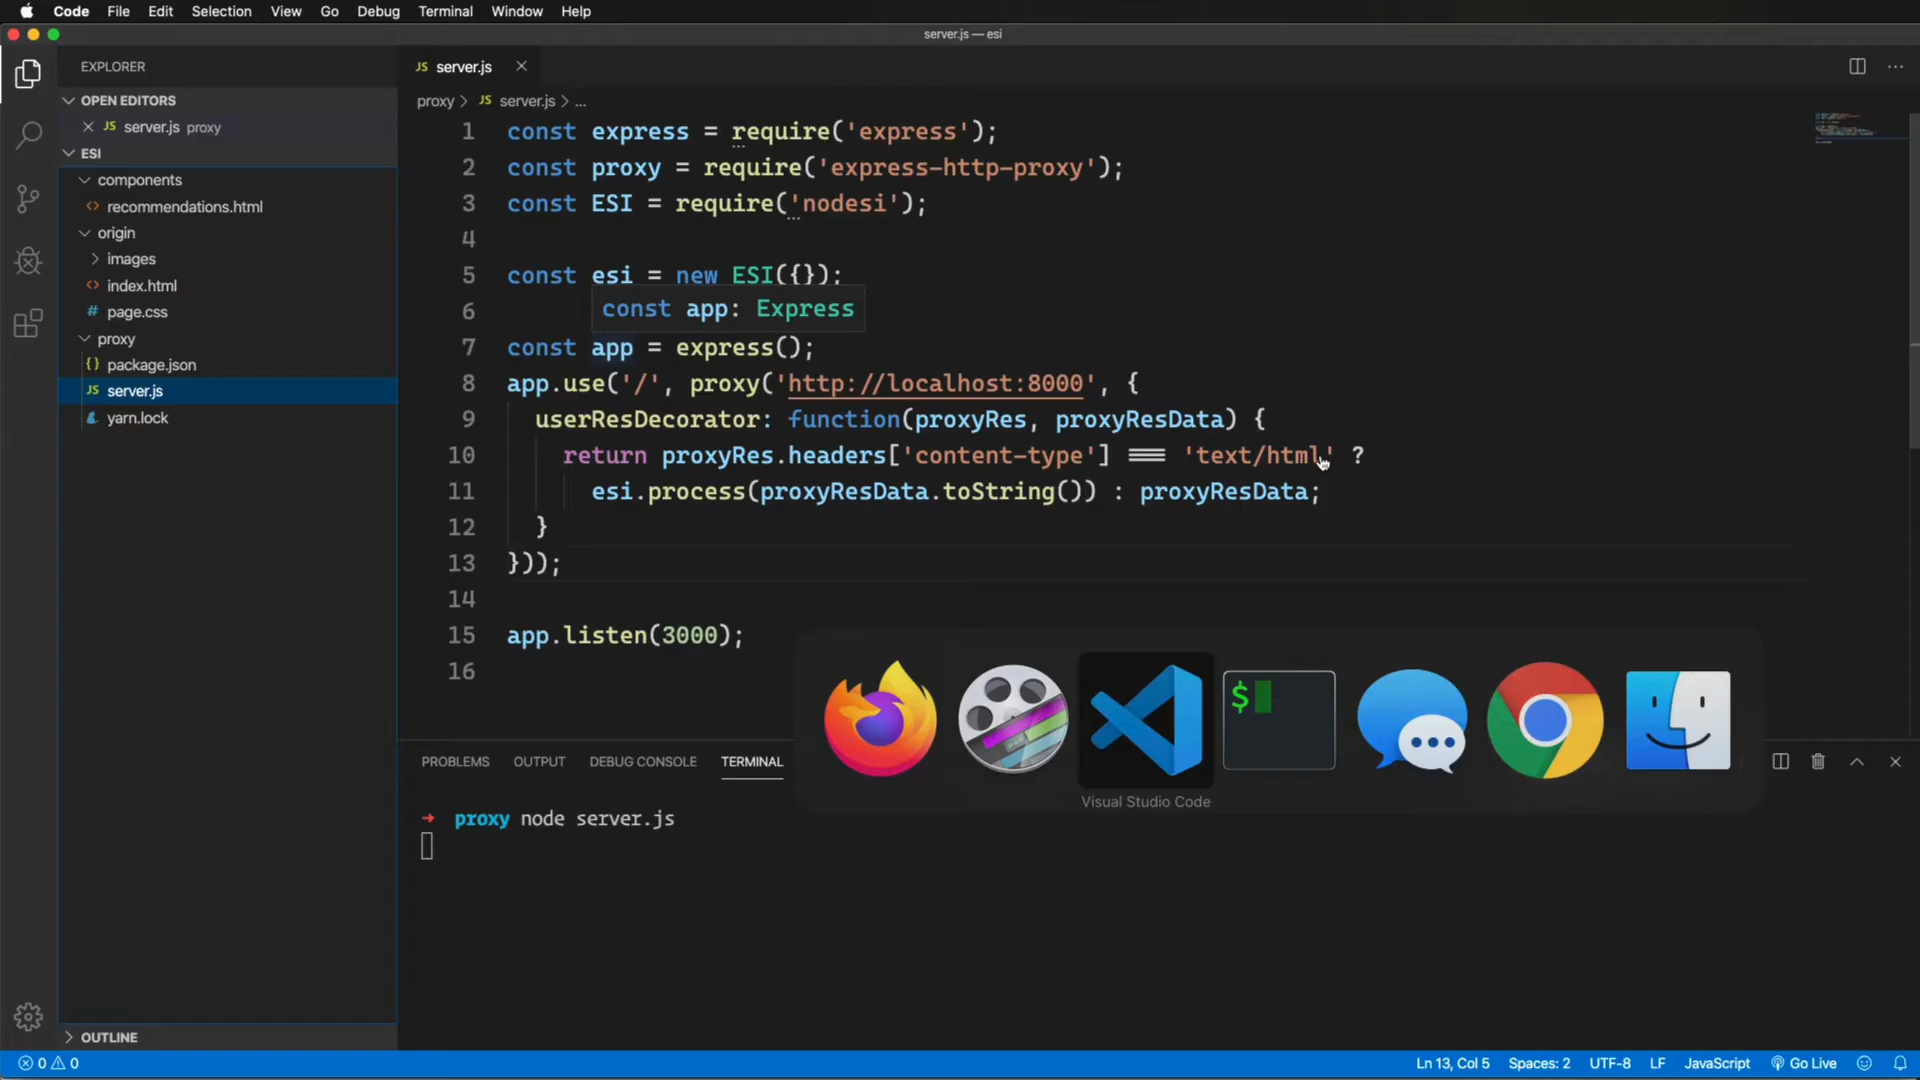 Code File Edit Selection View Go Debug Terminal Window Help
server.js — esi
EXPLORER
OPEN EDITORS
JS server.js proxy
ESI
components
<> recommendations.html
origin
images
<> index.html
# page.css
proxy
{} package.json
JS server.js
yarn.lock
OUTLINE
JS server.js
proxy > JS server.js > ...
1 const express = require('express');
2 const proxy = require('express-http-proxy');
3 const ESI = require('nodesi');
4
5 const esi = new ESI({});
const app: Express
6
7 const app = express();
8 app.use('/', proxy('http://localhost:8000', {
9 userResDecorator: function(proxyRes, proxyResData) {
10 return proxyRes.headers['content-type'] === 'text/html' ?
11 esi.process(proxyResData.toString()) : proxyResData;
12 }
13 }));
14
15 app.listen(3000);
16
$
Visual Studio Code
PROBLEMS OUTPUT DEBUG CONSOLE TERMINAL
→ proxy node server.js
0 0
Ln 13, Col 5 Spaces: 2 UTF-8 LF JavaScript Go Live